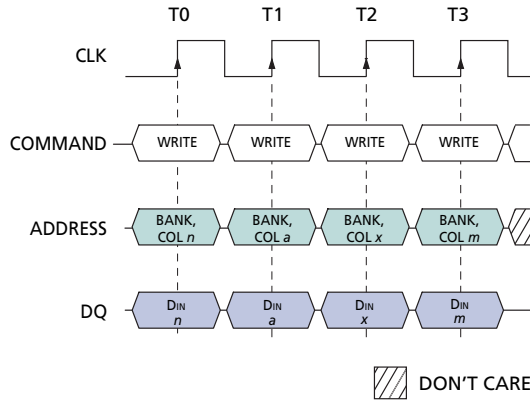 T0 T1 T2 T3
CLK
COMMAND WRITE WRITE WRITE WRITE
ADDRESS BANK, COL n BANK, COL a BANK, COL x BANK, COL m
DQ DIN n DIN a DIN x DIN m
DON'T CARE